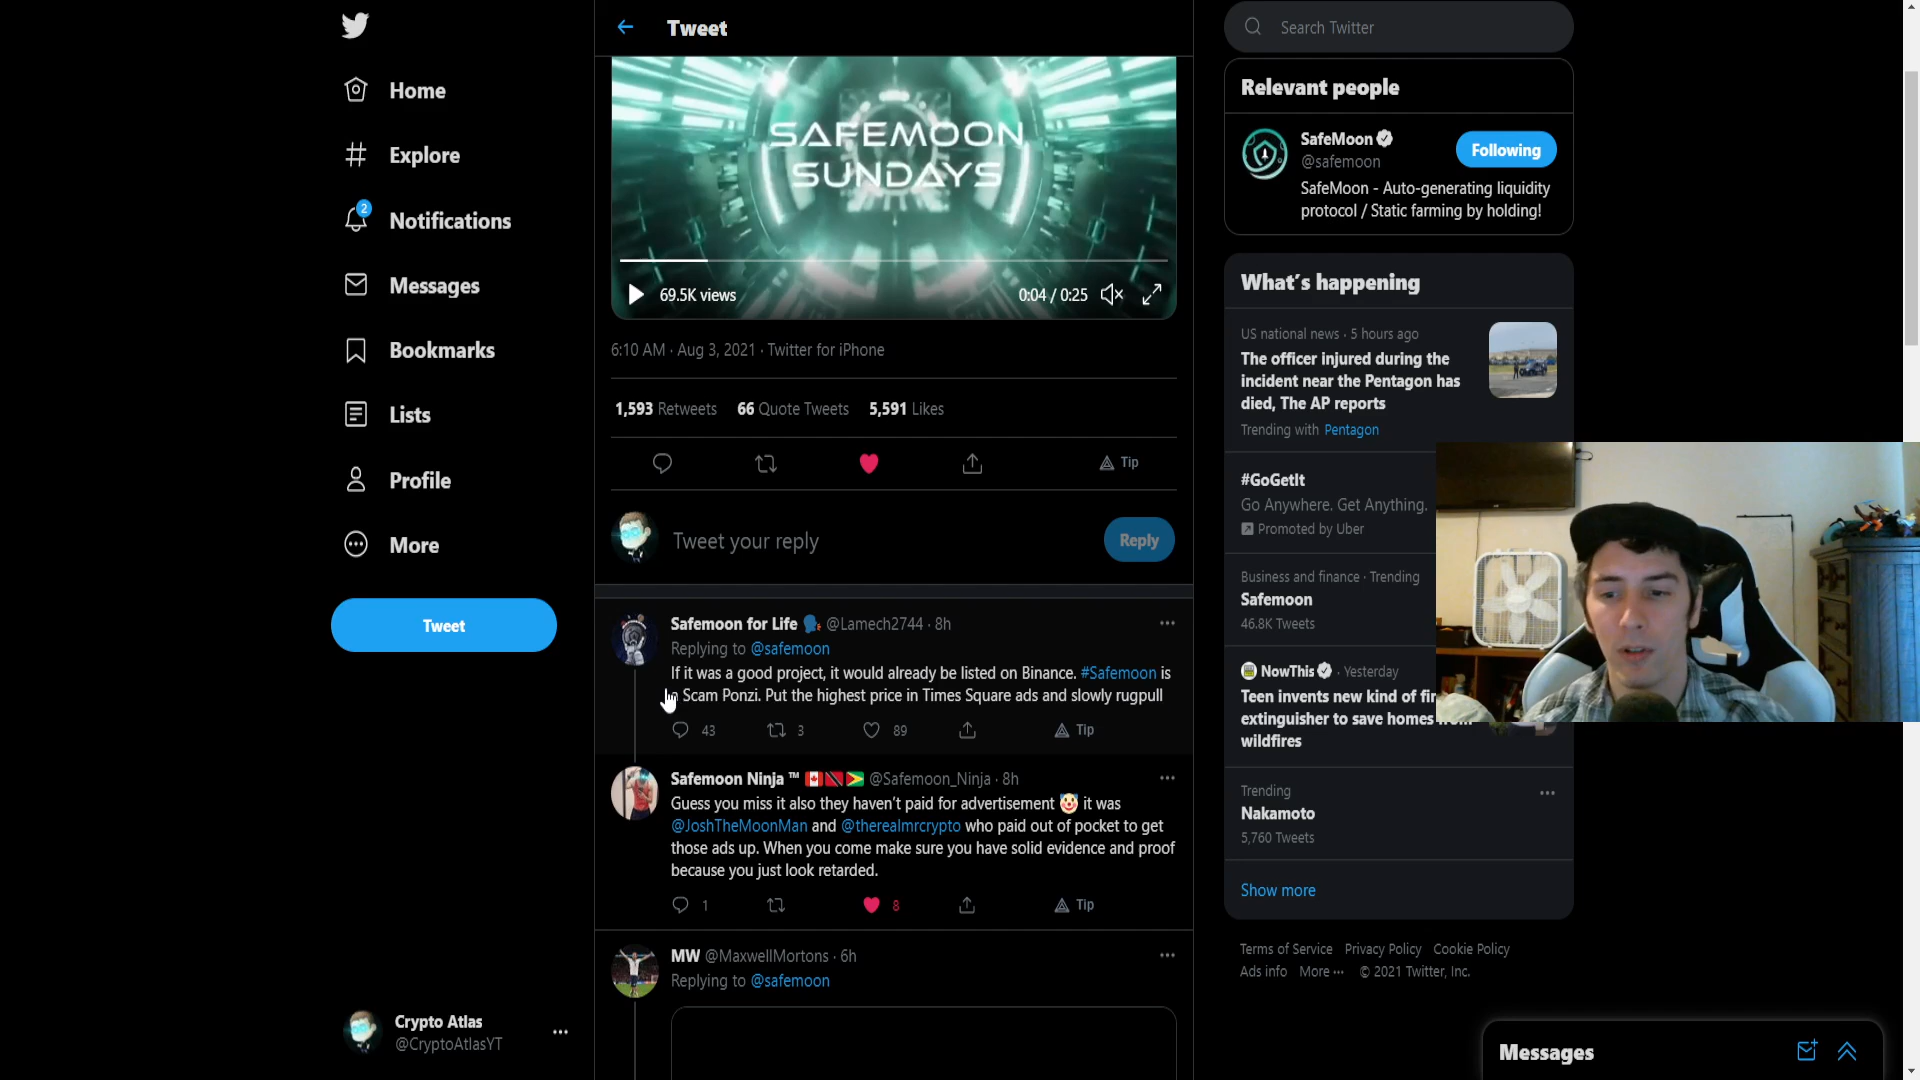 Home
Explore
2
Notifications
Messages
Bookmarks
Lists
Profile
More
Tweet
Crypto Atlas
@CryptoAtlasYT
Tweet
SAFEMOON
SUNDAYS
69.5K views
0:04 / 0:25
6:10 AM · Aug 3, 2021 · Twitter for iPhone
1,593 Retweets 66 Quote Tweets 5,591 Likes
Tip
Tweet your reply
Reply
Safemoon for Life @Lamech2744 · 8h
Replying to @safemoon
If it was a good project, it would already be listed on Binance. #Safemoon is
Scam Ponzi. Put the highest price in Times Square ads and slowly rugpull
43 3 89 Tip
Safemoon Ninja ™ @Safemoon_Ninja · 8h
Guess you miss it also they haven't paid for advertisement 🤡 it was
@JoshTheMoonMan and @therealmrcrypto who paid out of pocket to get
those ads up. When you come make sure you have solid evidence and proof
because you just look retarded.
1 8 Tip
MW @MaxwellMortons · 6h
Replying to @safemoon
Search Twitter
Relevant people
SafeMoon
@safemoon
Following
SafeMoon - Auto-generating liquidity
protocol / Static farming by holding!
What's happening
US national news · 5 hours ago
The officer injured during the
incident near the Pentagon has
died, The AP reports
Trending with Pentagon
#GoGetIt
Go Anywhere. Get Anything.
Promoted by Uber
Business and finance · Trending
Safemoon
46.8K Tweets
NowThis · Yesterday
Teen invents new kind of fir
extinguisher to save homes
wildfires
Trending
Nakamoto
5,760 Tweets
Show more
Terms of Service Privacy Policy Cookie Policy
Ads info More ··· © 2021 Twitter, Inc.
Messages